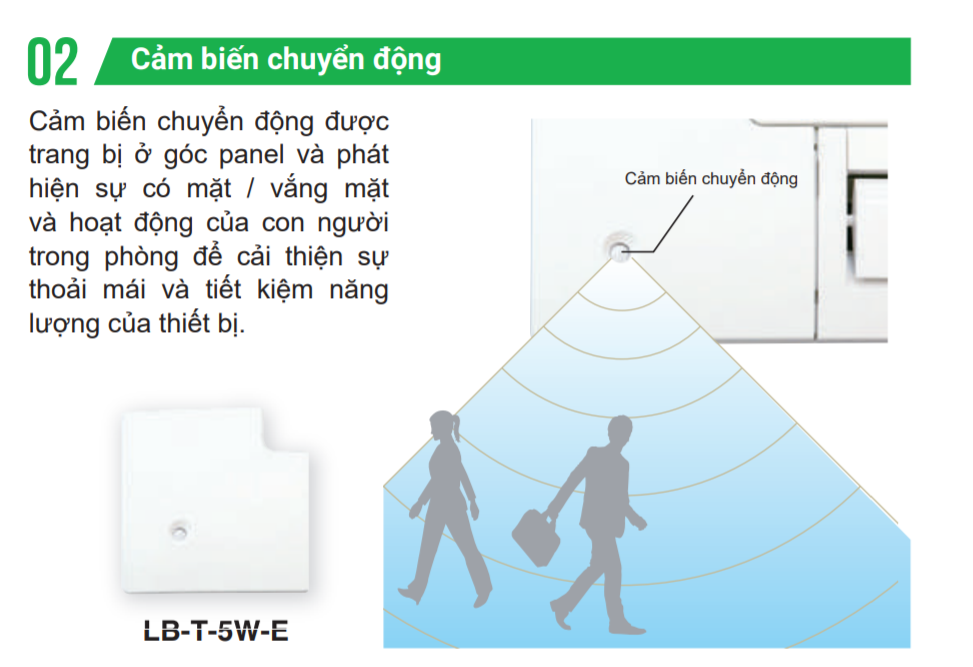 02 Cảm biến chuyển động
Cảm biến chuyển động được
trang bị ở góc panel và phát
hiện sự có mặt / vắng mặt
và hoạt động của con người
trong phòng để cải thiện sự
thoải mái và tiết kiệm năng
lượng của thiết bị.
Cảm biến chuyển động
LB-T-5W-E